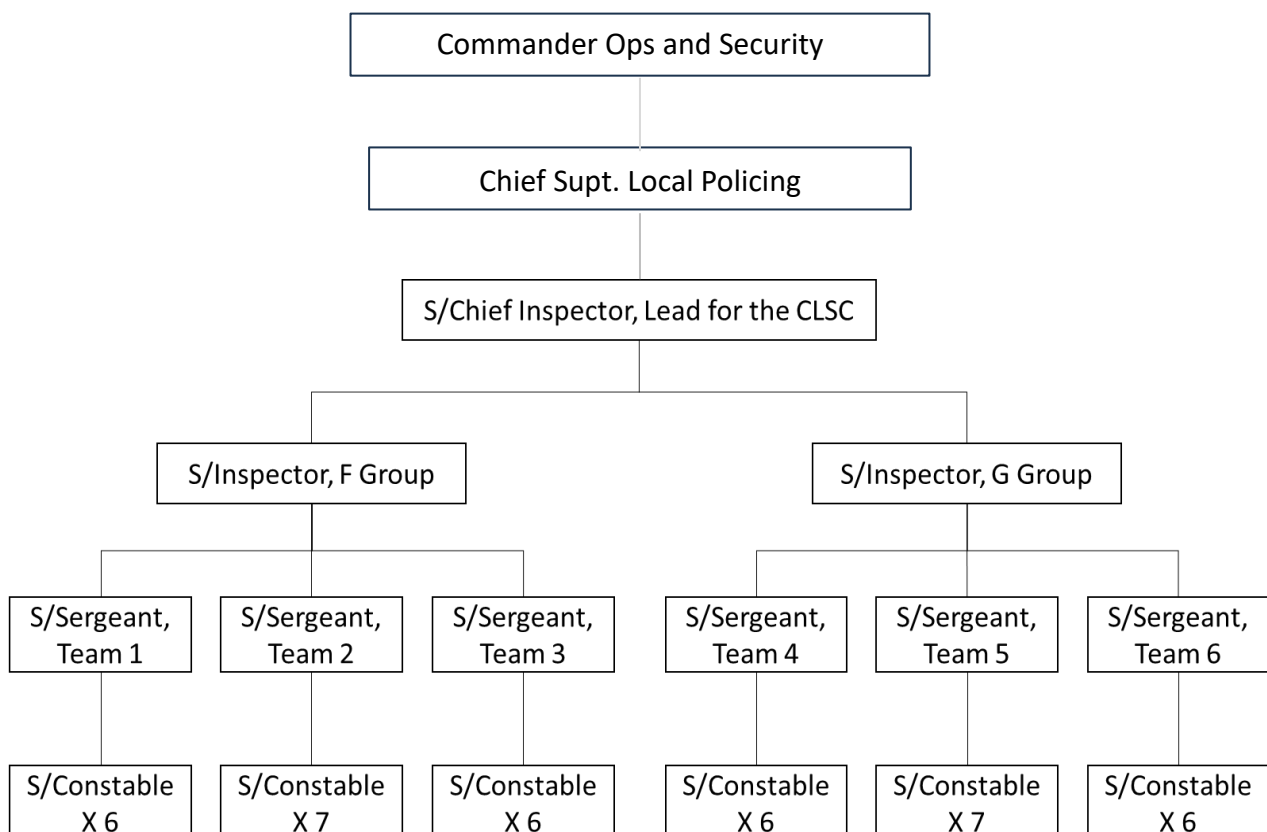 Commander Ops and Security
Chief Supt. Local Policing
S/Chief Inspector, Lead for the CLSC
S/Inspector, F Group
S/Inspector, G Group
S/Sergeant,
Team 1
S/Sergeant,
Team 2
S/Sergeant,
Team 3
S/Sergeant,
Team 4
S/Sergeant,
Team 5
S/Sergeant,
Team 6
S/Constable
X 6
S/Constable
X 7
S/Constable
X 6
S/Constable
X 6
S/Constable
X 7
S/Constable
X 6